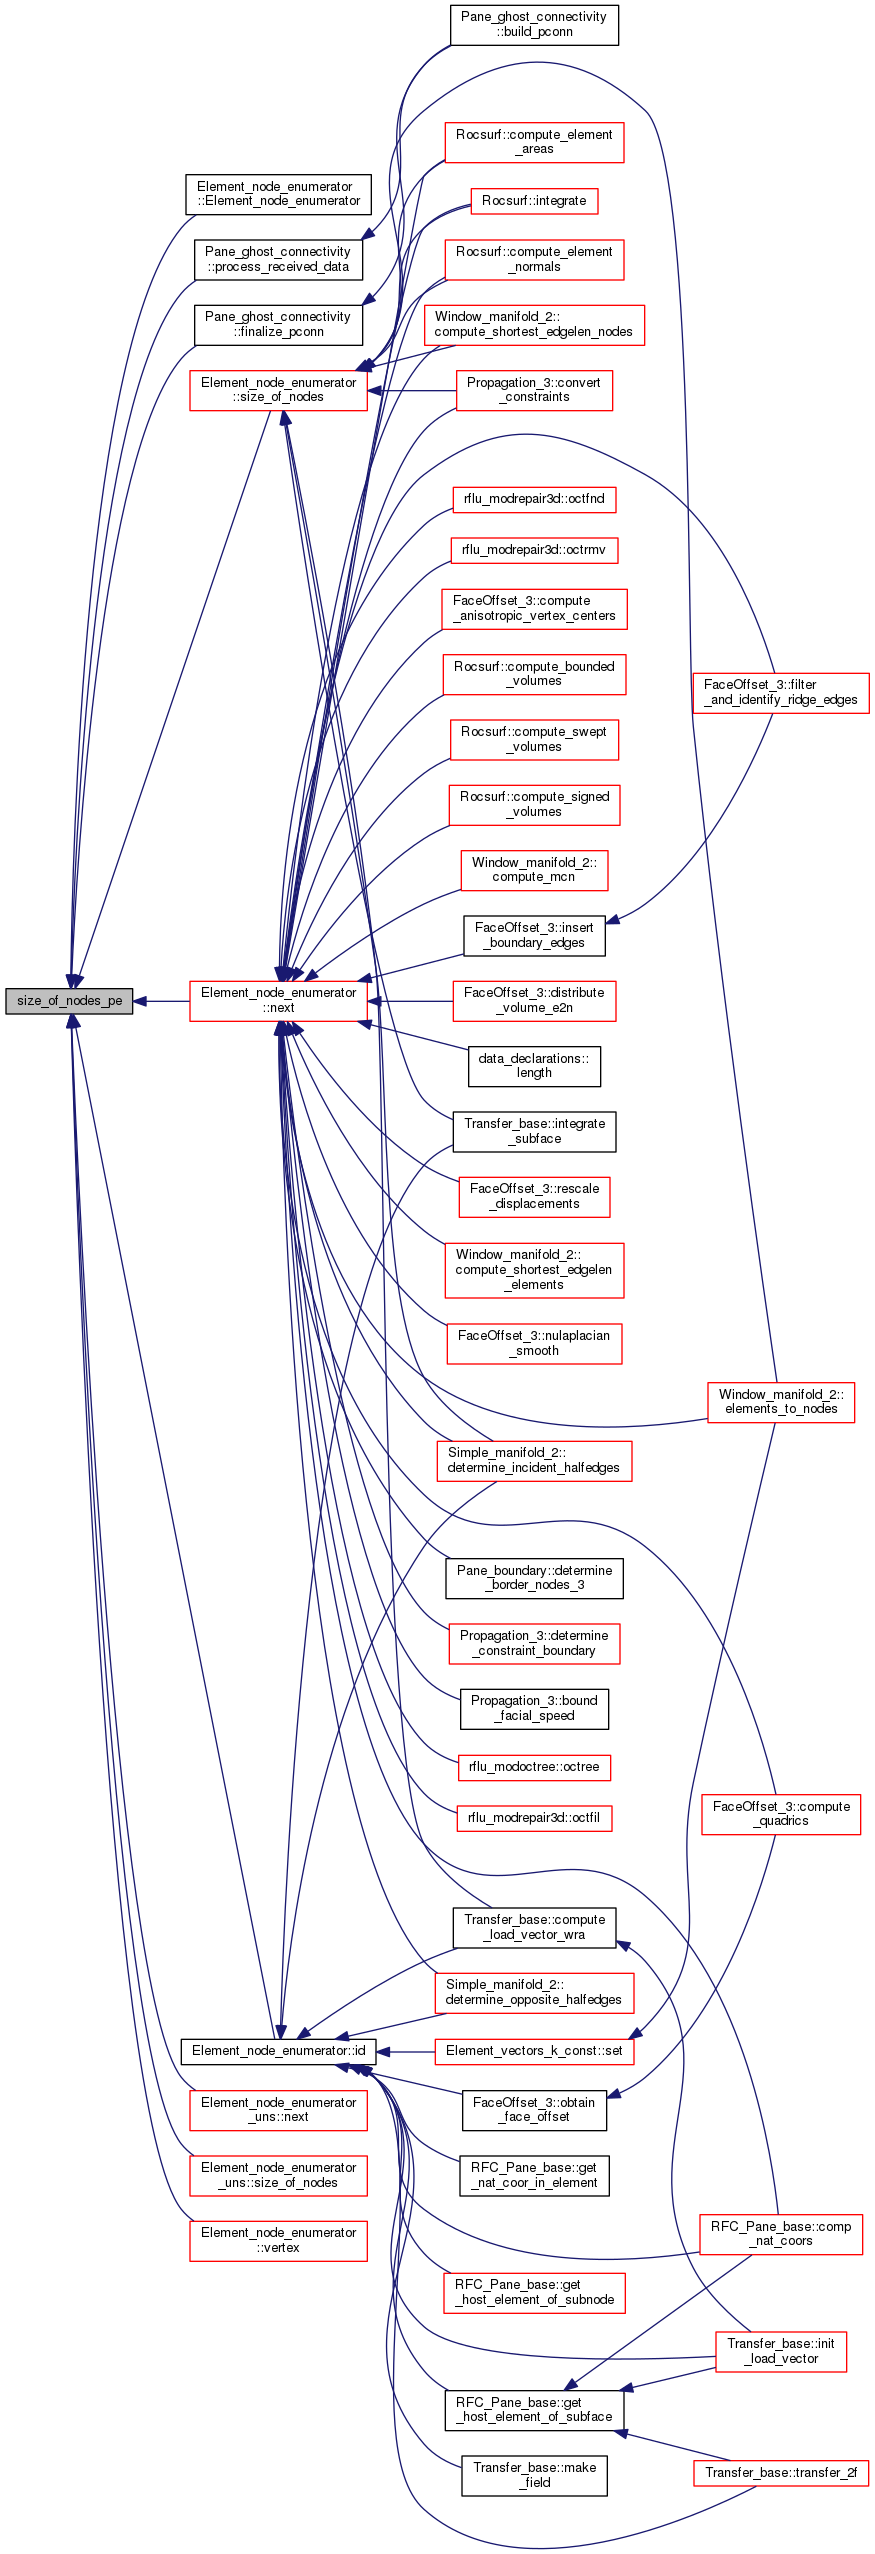 Pane_ghost_connectivity
::build_pconn
Rocsurf::compute_element
_areas
Element_node_enumerator
::Element_node_enumerator
Rocsurf::integrate
Pane_ghost_connectivity
::process_received_data
Rocsurf::compute_element
_normals
Pane_ghost_connectivity
::finalize_pconn
Window_manifold_2::
compute_shortest_edgelen_nodes
Element_node_enumerator
::size_of_nodes
Propagation_3::convert
_constraints
rflu_modrepair3d::octfnd
rflu_modrepair3d::octrmv
FaceOffset_3::compute
_anisotropic_vertex_centers
Rocsurf::compute_bounded
_volumes
FaceOffset_3::filter
_and_identify_ridge_edges
Rocsurf::compute_swept
_volumes
Rocsurf::compute_signed
_volumes
Window_manifold_2::
compute_mcn
FaceOffset_3::insert
_boundary_edges
size_of_nodes_pe
Element_node_enumerator
::next
FaceOffset_3::distribute
_volume_e2n
data_declarations::
length
Transfer_base::integrate
_subface
FaceOffset_3::rescale
_displacements
Window_manifold_2::
compute_shortest_edgelen
_elements
FaceOffset_3::nulaplacian
_smooth
Window_manifold_2::
elements_to_nodes
Simple_manifold_2::
determine_incident_halfedges
Pane_boundary::determine
_border_nodes_3
Propagation_3::determine
_constraint_boundary
Propagation_3::bound
_facial_speed
rflu_modoctree::octree
rflu_modrepair3d::octfil
FaceOffset_3::compute
_quadrics
Transfer_base::compute
_load_vector_wra
Simple_manifold_2::
determine_opposite_halfedges
Element_node_enumerator::id
Element_vectors_k_const::set
Element_node_enumerator
_uns::next
FaceOffset_3::obtain
_face_offset
Element_node_enumerator
_uns::size_of_nodes
RFC_Pane_base::get
_nat_coor_in_element
Element_node_enumerator
::vertex
RFC_Pane_base::comp
_nat_coors
RFC_Pane_base::get
_host_element_of_subnode
Transfer_base::init
_load_vector
RFC_Pane_base::get
_host_element_of_subface
Transfer_base::make
_field
Transfer_base::transfer_2f